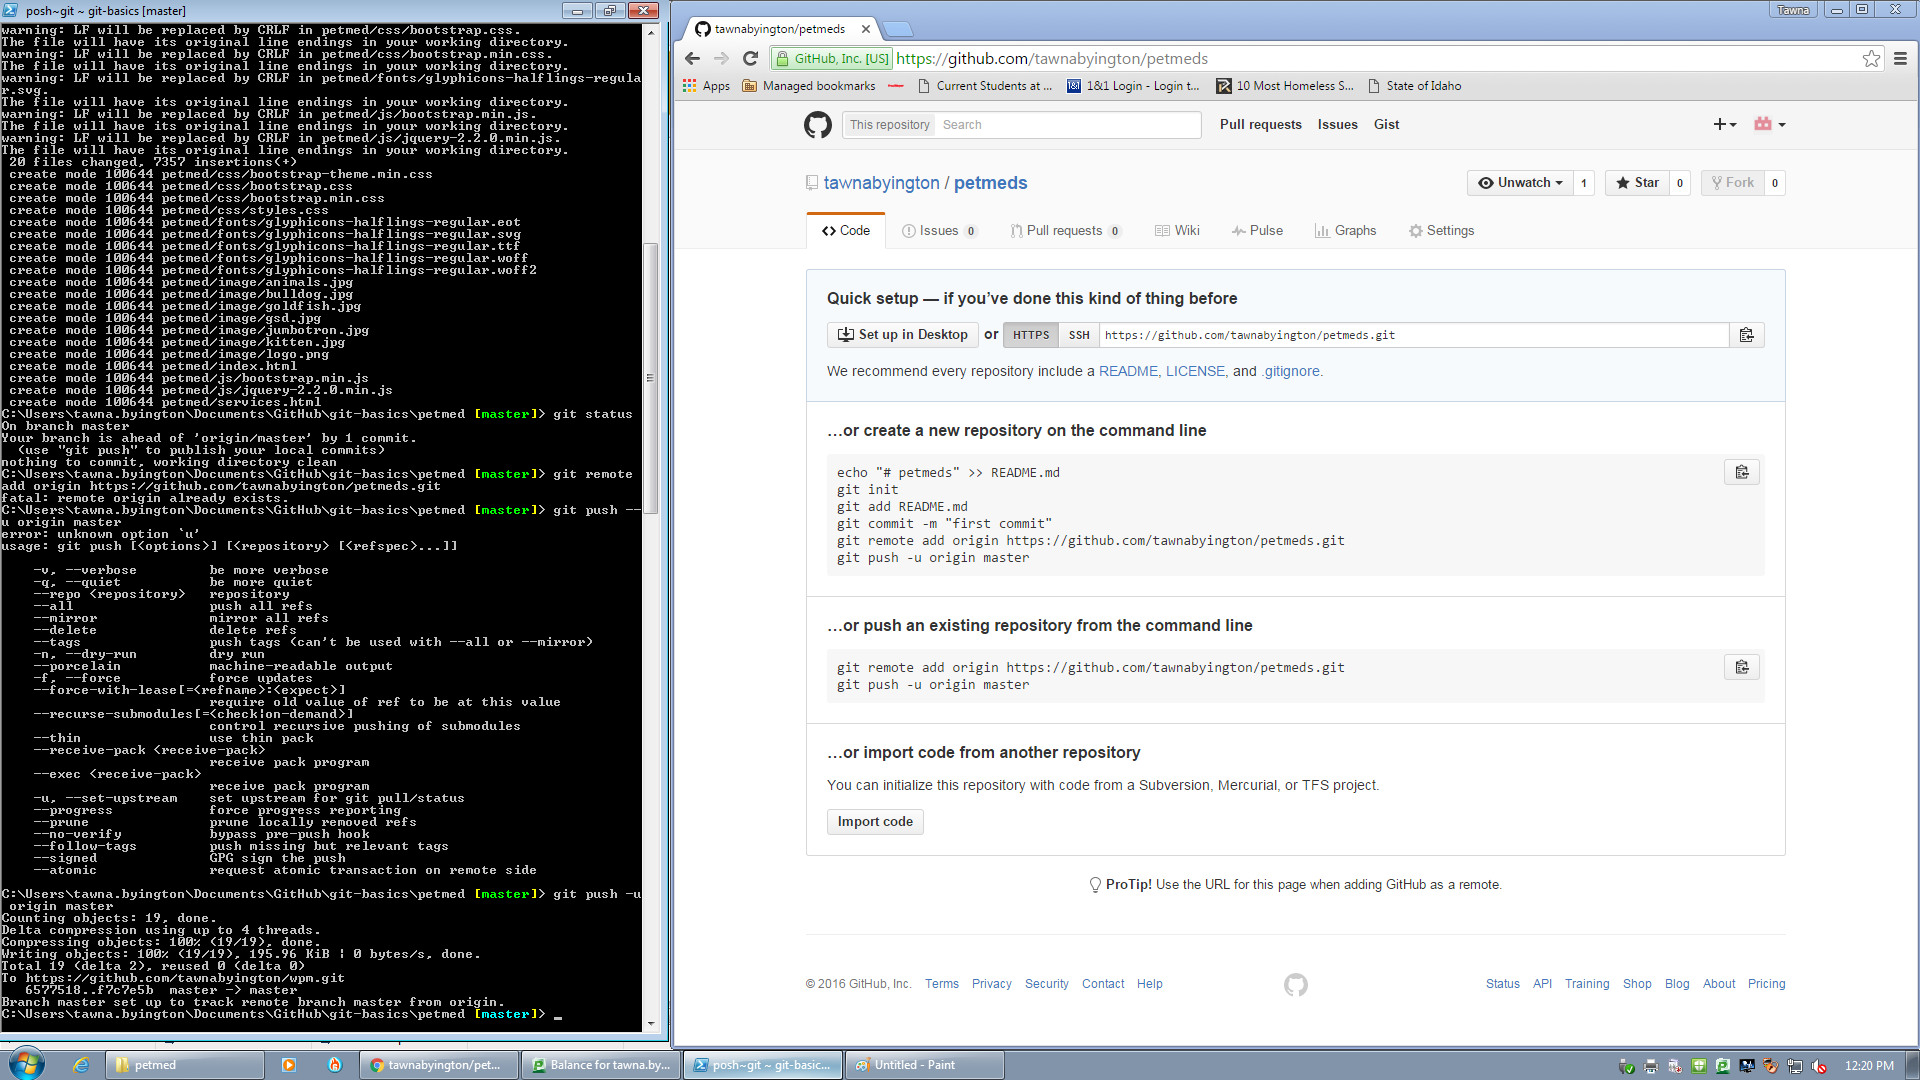 posh~git ~ git-basics [master]
warning: LF will be replaced by CRLF in petmed/css/bootstrap.css.
The file will have its original line endings in your working directory.
warning: LF will be replaced by CRLF in petmed/css/bootstrap.min.css.
The file will have its original line endings in your working directory.
warning: LF will be replaced by CRLF in petmed/fonts/glyphicons-halflings-regula
r.svg.
The file will have its original line endings in your working directory.
warning: LF will be replaced by CRLF in petmed/js/bootstrap.min.js.
The file will have its original line endings in your working directory.
warning: LF will be replaced by CRLF in petmed/js/jquery-2.2.0.min.js.
The file will have its original line endings in your working directory.
20 files changed, 7357 insertions(+)
create mode 100644 petmed/css/bootstrap-theme.min.css
create mode 100644 petmed/css/bootstrap.css
create mode 100644 petmed/css/bootstrap.min.css
create mode 100644 petmed/css/styles.css
create mode 100644 petmed/fonts/glyphicons-halflings-regular.eot
create mode 100644 petmed/fonts/glyphicons-halflings-regular.svg
create mode 100644 petmed/fonts/glyphicons-halflings-regular.ttf
create mode 100644 petmed/fonts/glyphicons-halflings-regular.woff
create mode 100644 petmed/fonts/glyphicons-halflings-regular.woff2
create mode 100644 petmed/image/animals.jpg
create mode 100644 petmed/image/bulldog.jpg
create mode 100644 petmed/image/goldfish.jpg
create mode 100644 petmed/image/gsd.jpg
create mode 100644 petmed/image/jumbotron.jpg
create mode 100644 petmed/image/kitten.jpg
create mode 100644 petmed/image/logo.png
create mode 100644 petmed/index.html
create mode 100644 petmed/js/bootstrap.min.js
create mode 100644 petmed/js/jquery-2.2.0.min.js
create mode 100644 petmed/services.html
C:\Users\tawna.byington\Documents\GitHub\git-basics\petmed [master]> git status
On branch master
Your branch is ahead of 'origin/master' by 1 commit.
(use "git push" to publish your local commits)
nothing to commit, working directory clean
C:\Users\tawna.byington\Documents\GitHub\git-basics\petmed [master]> git remote
add origin https://github.com/tawnabyington/petmeds.git
fatal: remote origin already exists.
C:\Users\tawna.byington\Documents\GitHub\git-basics\petmed [master]> git push --
u origin master
error: unknown option `u'
usage: git push [<options>] [<repository> [<refspec>...]]
-v, --verbose be more verbose
-q, --quiet be more quiet
--repo <repository> repository
--all push all refs
--mirror mirror all refs
--delete delete refs
--tags push tags (can't be used with --all or --mirror)
-n, --dry-run dry run
--porcelain machine-readable output
-f, --force force updates
--force-with-lease[=<refname>:<expect>]
require old value of ref to be at this value
--recurse-submodules[=<check|on-demand>]
control recursive pushing of submodules
--thin use thin pack
--receive-pack <receive-pack>
receive pack program
--exec <receive-pack>
receive pack program
-u, --set-upstream set upstream for git pull/status
--progress force progress reporting
--prune prune locally removed refs
--no-verify bypass pre-push hook
--follow-tags push missing but relevant tags
--signed GPG sign the push
--atomic request atomic transaction on remote side
C:\Users\tawna.byington\Documents\GitHub\git-basics\petmed [master]> git push -u
origin master
Counting objects: 19, done.
Delta compression using up to 4 threads.
Compressing objects: 100% (19/19), done.
Writing objects: 100% (19/19), 195.96 KiB | 0 bytes/s, done.
Total 19 (delta 2), reused 0 (delta 0)
To https://github.com/tawnabyington/wpm.git
6577518..f7c7e5b master -> master
Branch master set up to track remote branch master from origin.
C:\Users\tawna.byington\Documents\GitHub\git-basics\petmed [master]> _
Tawna
tawnabyington/petmeds
GitHub, Inc. [US] https://github.com/tawnabyington/petmeds
Apps Managed bookmarks Current Students at ... 1&1 Login - Login t... 10 Most Homeless S... State of Idaho
This repository Search Pull requests Issues Gist
tawnabyington / petmeds Unwatch 1 Star 0 Fork 0
Code Issues 0 Pull requests 0 Wiki Pulse Graphs Settings
Quick setup — if you’ve done this kind of thing before
Set up in Desktop or HTTPS SSH https://github.com/tawnabyington/petmeds.git
We recommend every repository include a README, LICENSE, and .gitignore.
…or create a new repository on the command line
echo "# petmeds" >> README.md
git init
git add README.md
git commit -m "first commit"
git remote add origin https://github.com/tawnabyington/petmeds.git
git push -u origin master
…or push an existing repository from the command line
git remote add origin https://github.com/tawnabyington/petmeds.git
git push -u origin master
…or import code from another repository
You can initialize this repository with code from a Subversion, Mercurial, or TFS project.
Import code
ProTip! Use the URL for this page when adding GitHub as a remote.
© 2016 GitHub, Inc. Terms Privacy Security Contact Help Status API Training Shop Blog About Pricing
petmed tawnabyington/pet... Balance for tawna.by... posh~git ~ git-basic... Untitled - Paint 12:20 PM